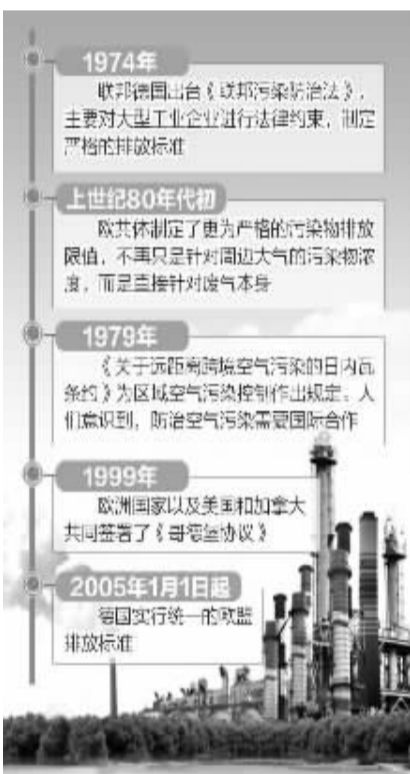 1974年
联邦德国出台《联邦污染防治法》，
主要对大型工业企业进行法律约束，制定
严格的排放标准
上世纪80年代初
欧共体制定了更为严格的污染物排放
限值，不再只是针对周边大气的污染物浓
度，而是直接针对废气本身
1979年
《关于远距离跨境空气污染的日内瓦
条约》为区域空气污染控制作出规定。人
们意识到，防治空气污染需要国际合作
1999年
欧洲国家以及美国和加拿大
共同签署了《哥德堡协议》
2005年1月1日起
德国实行统一的欧盟
排放标准